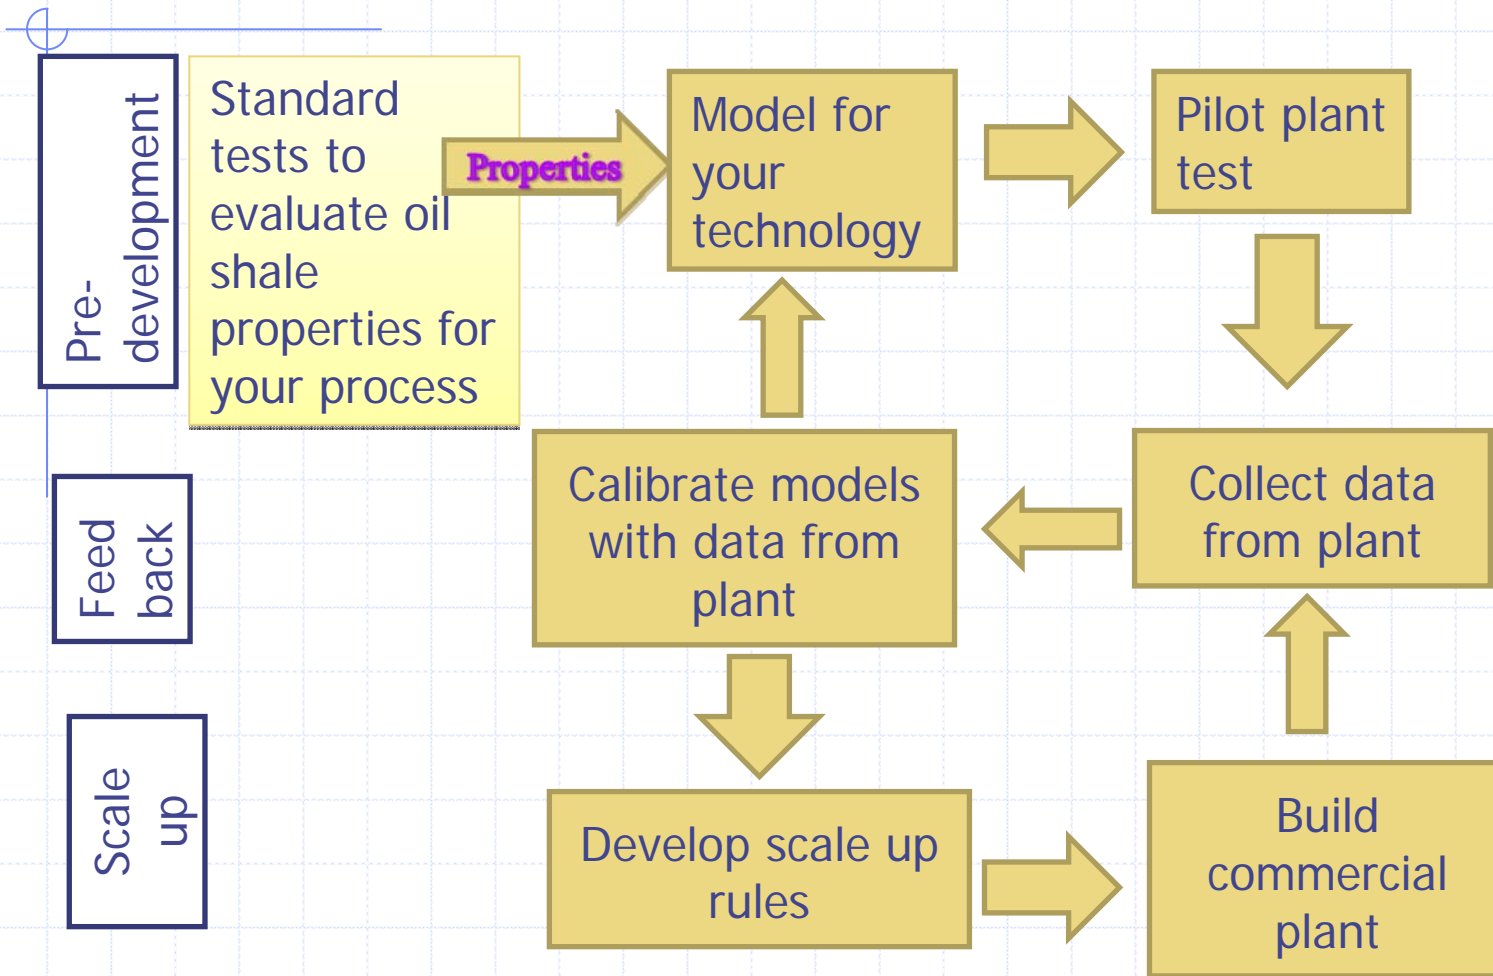 Pre-
development
Standard
tests to
evaluate oil
shale
properties for
your process
Properties
Model for
your
technology
Pilot plant
test
Feed
back
Calibrate models
with data from
plant
Collect data
from plant
Scale
up
Develop scale up
rules
Build
commercial
plant